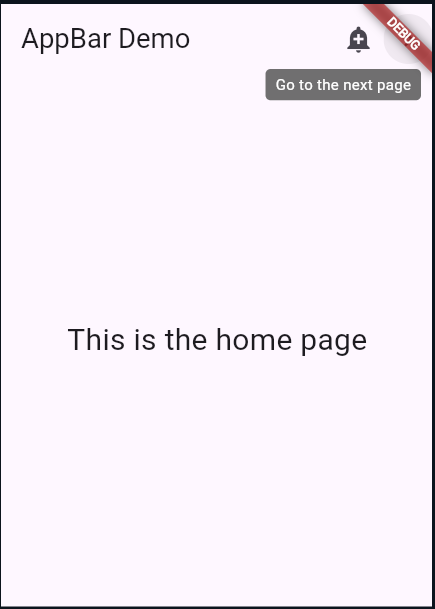 AppBar Demo
DEBUG
Go to the next page
This is the home page